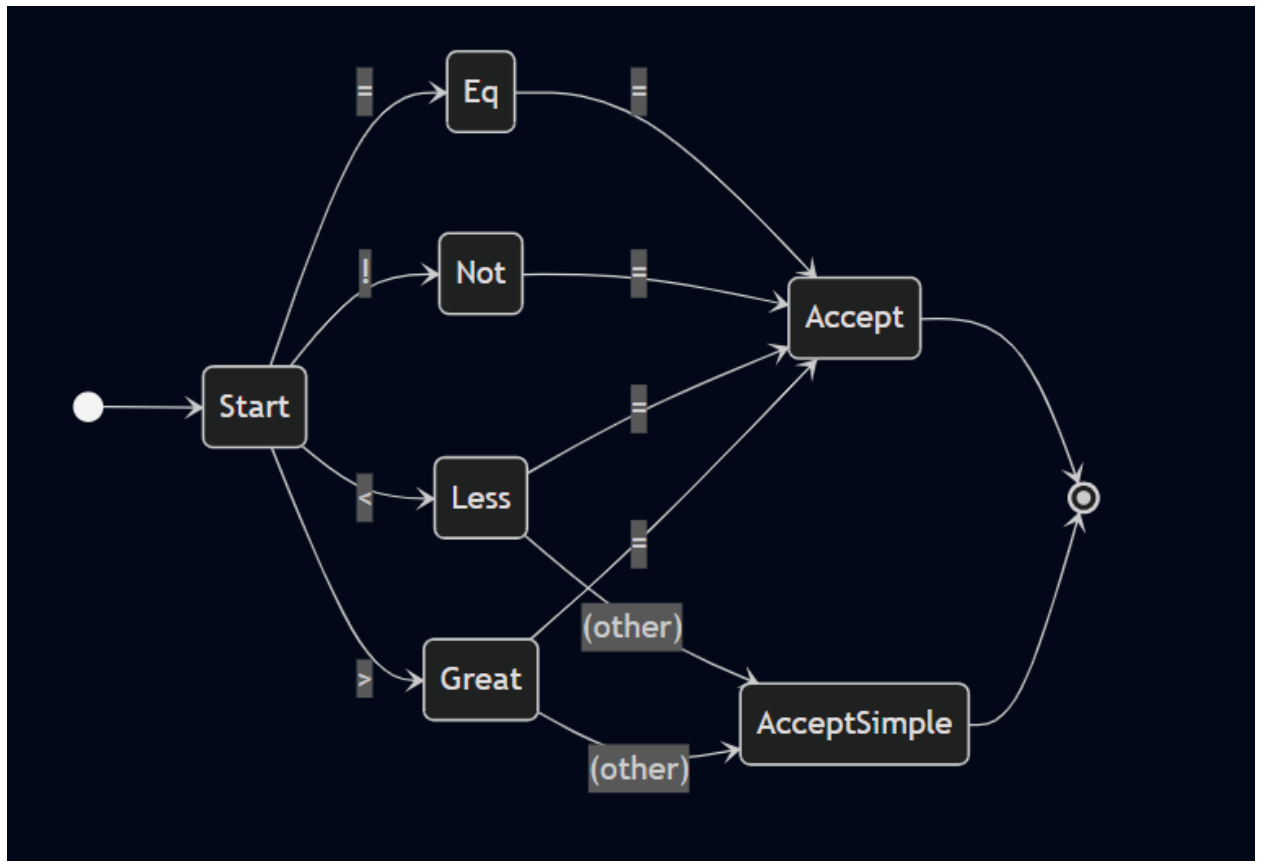 =
Eq
=
!
Not
=
Accept
Start
=
<
Less
=
(other)
>
Great
AcceptSimple
(other)